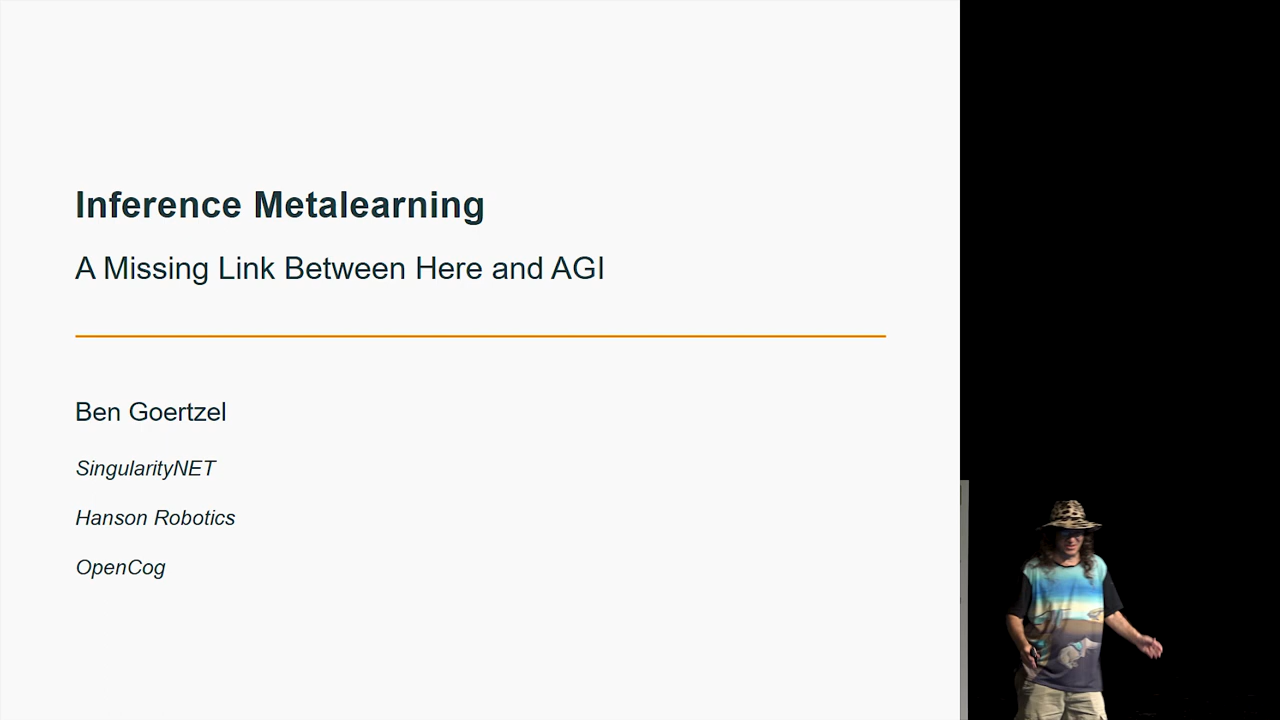 Inference Metalearning
A Missing Link Between Here and AGI
Ben Goertzel
SingularityNET
Hanson Robotics
OpenCog